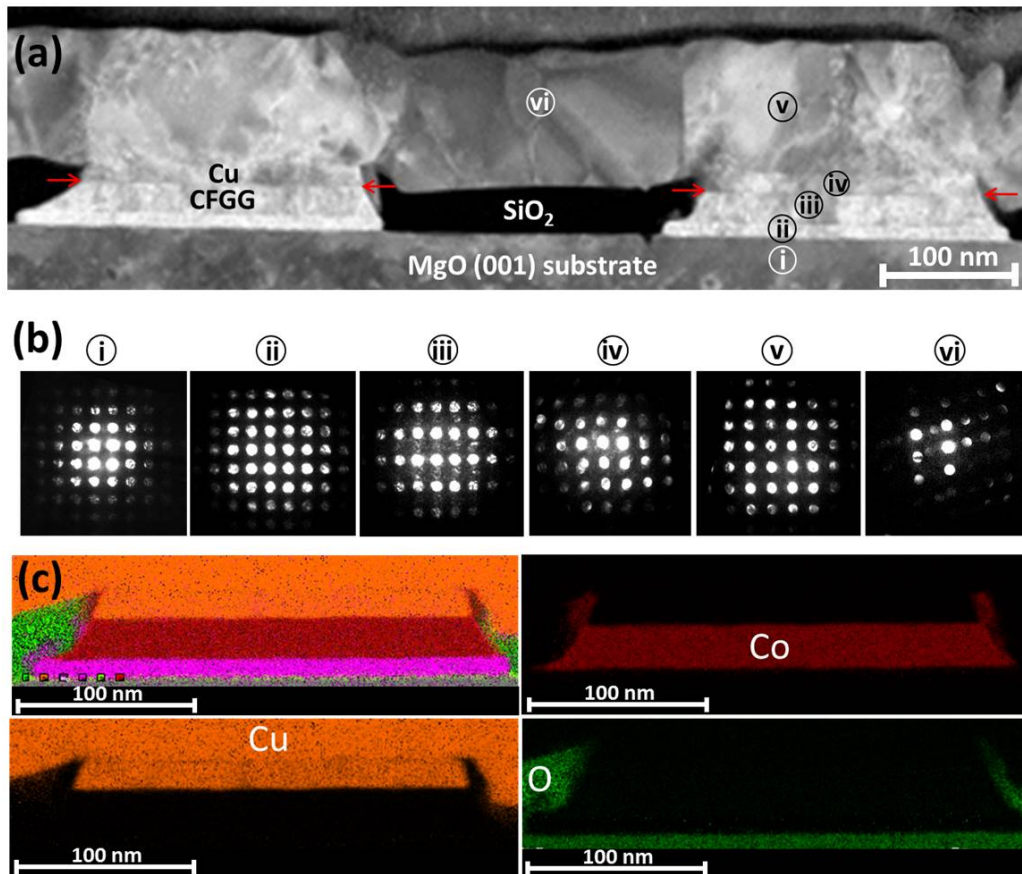 (a)
ⓥⓘ
ⓥ
Cu
CFGG
SiO₂
ⓘⓥ
ⓘⓘⓘ
ⓘⓘ
ⓘ
MgO (001) substrate
100 nm
(b)
ⓘ ⓘⓘ ⓘⓘⓘ ⓘⓥ ⓥ ⓥⓘ
(c)
100 nm
Co
100 nm
Cu
100 nm
O
100 nm